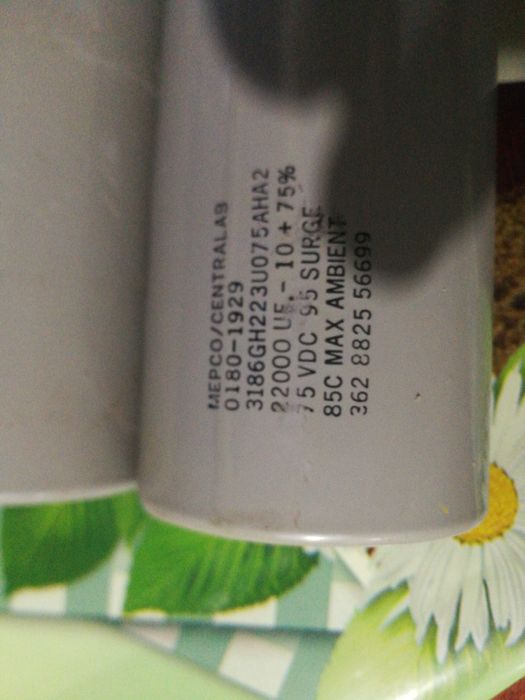 MEPCO/CENTRALAB
0180-1929
3186GH223U075AHA2
22000 UF. - 10 + 75%
75 VDC 95 SURGE
85C MAX AMBIENT
362 8825 56699